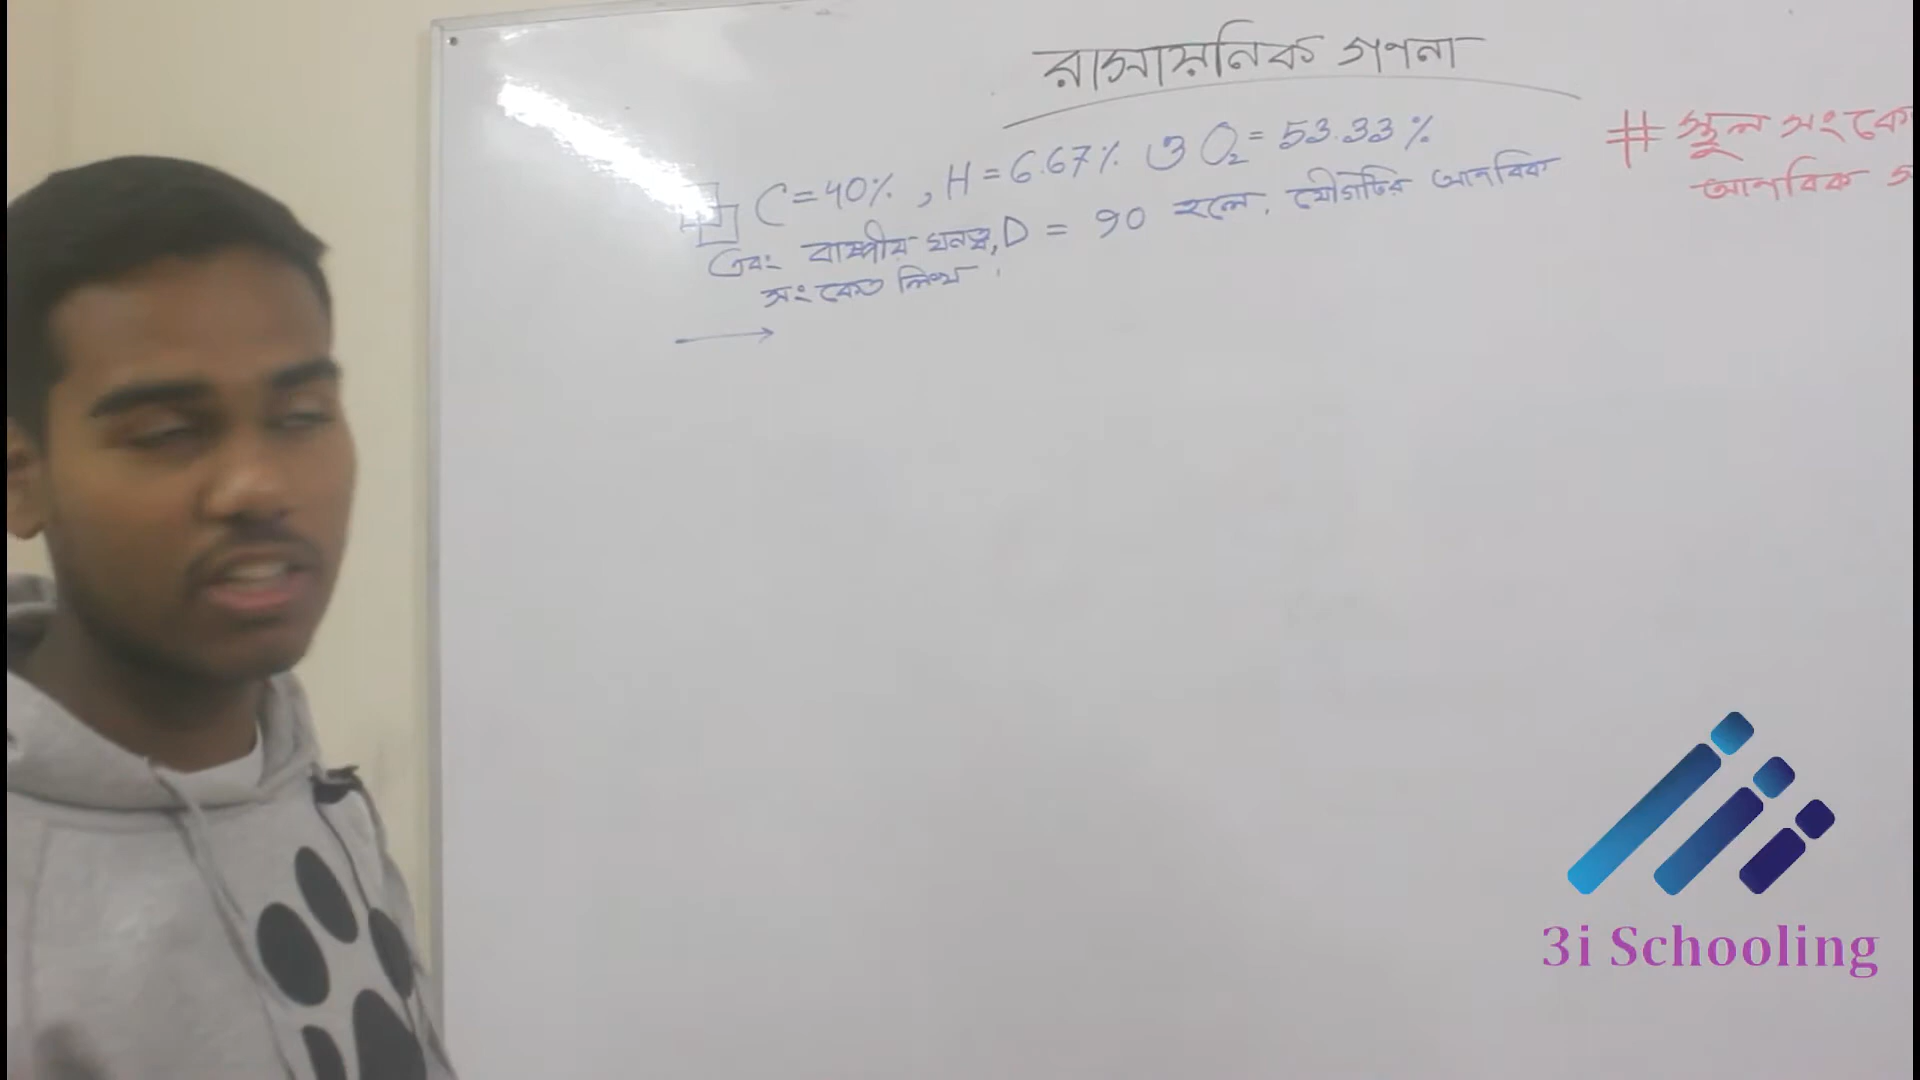 রাসায়নিক গণনা
C = 40% , H = 6.67% ও O₂ = 53.33%
এবং বাষ্পীয় ঘনত্ব, D = 90 হলে, যৌগটির আণবিক
সংকেত লিখ ।
# স্থূল সংকে
আণবিক স
3i Schooling